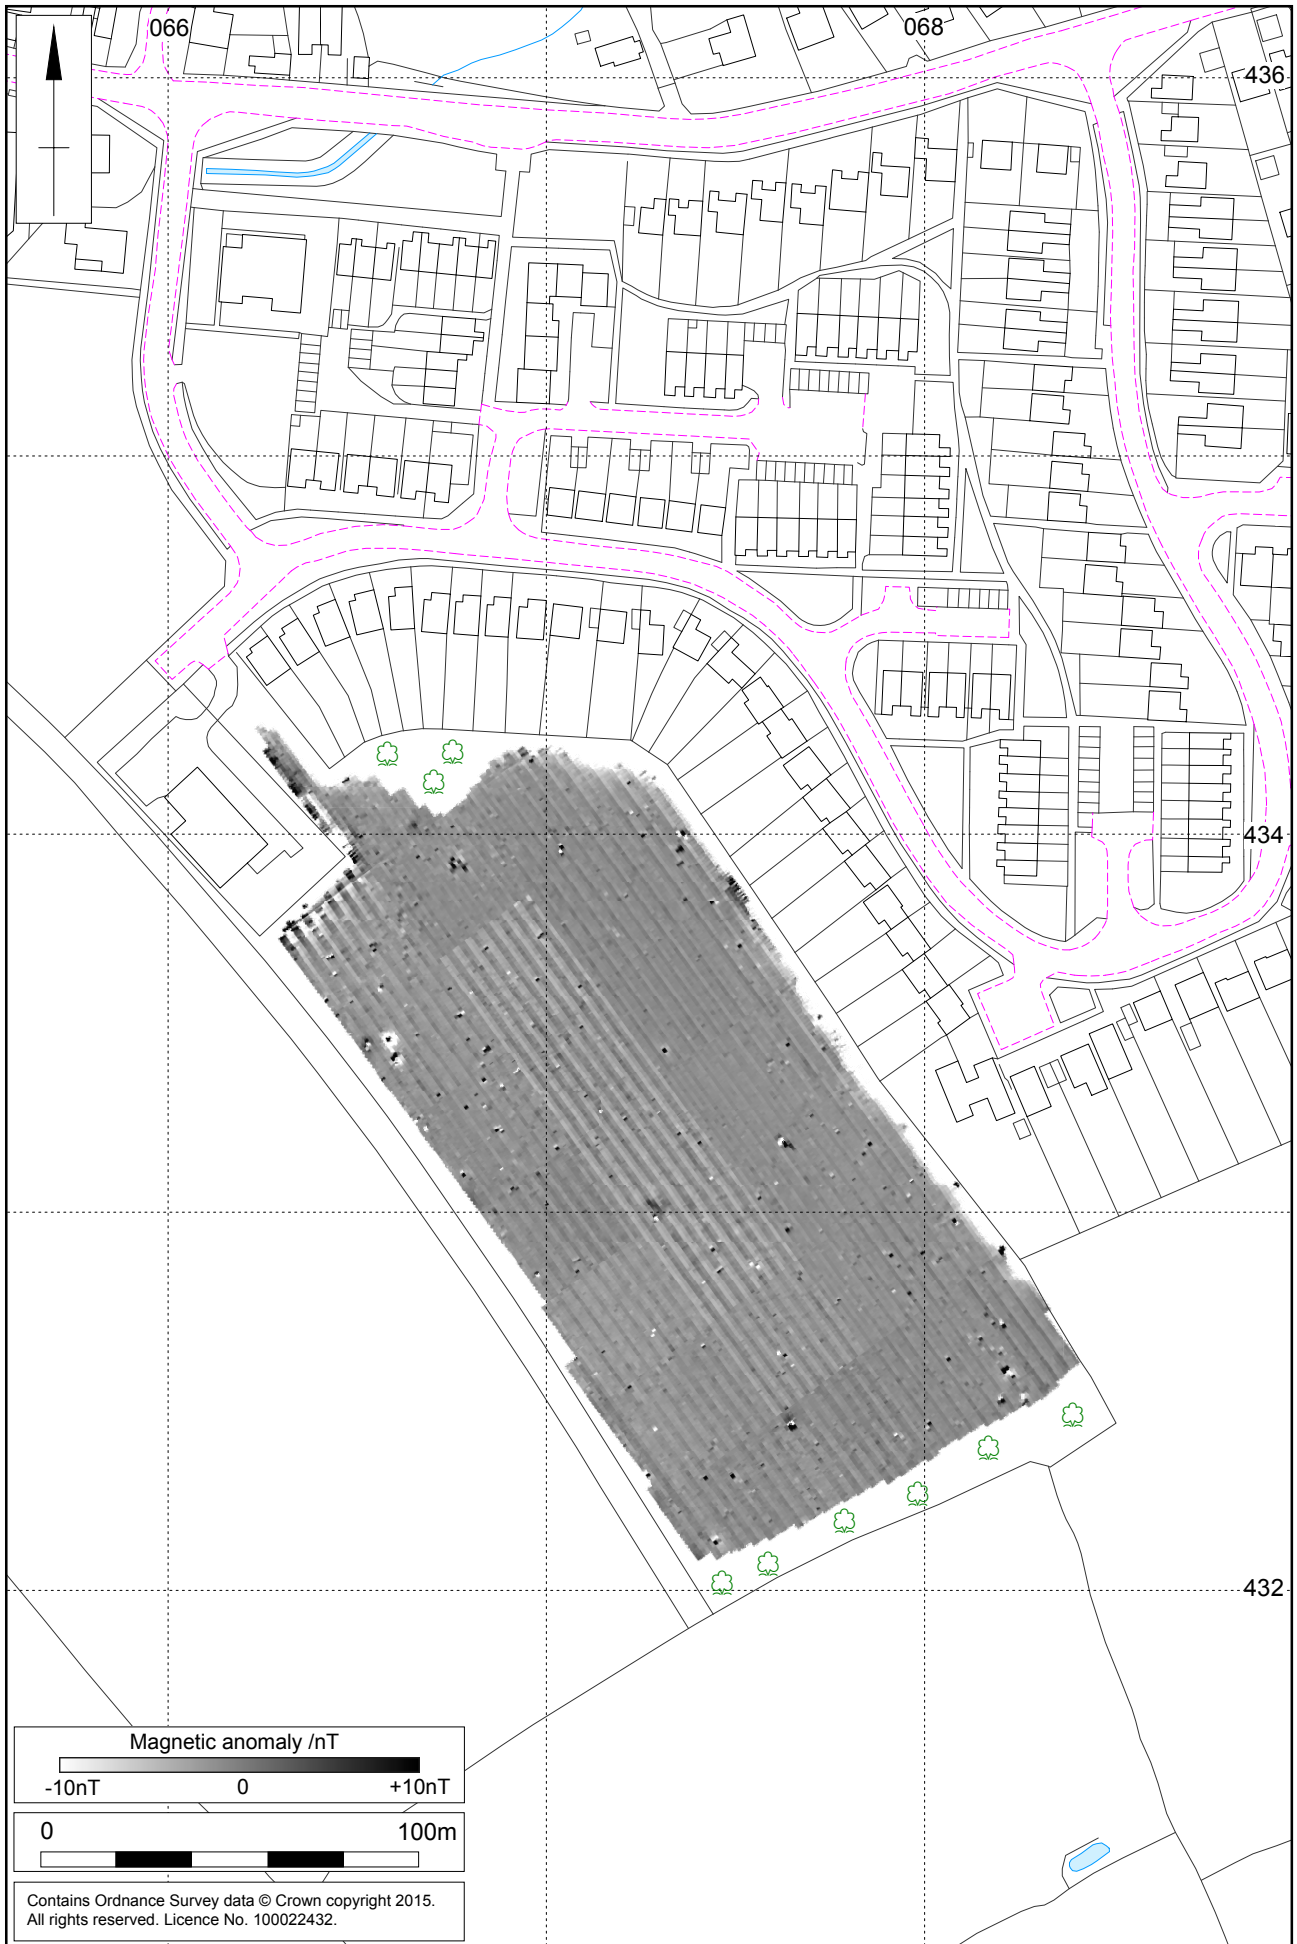 066
068
436
434
432
Magnetic anomaly /nT
-10nT 0 +10nT
0 100m
Contains Ordnance Survey data © Crown copyright 2015.
All rights reserved. Licence No. 100022432.